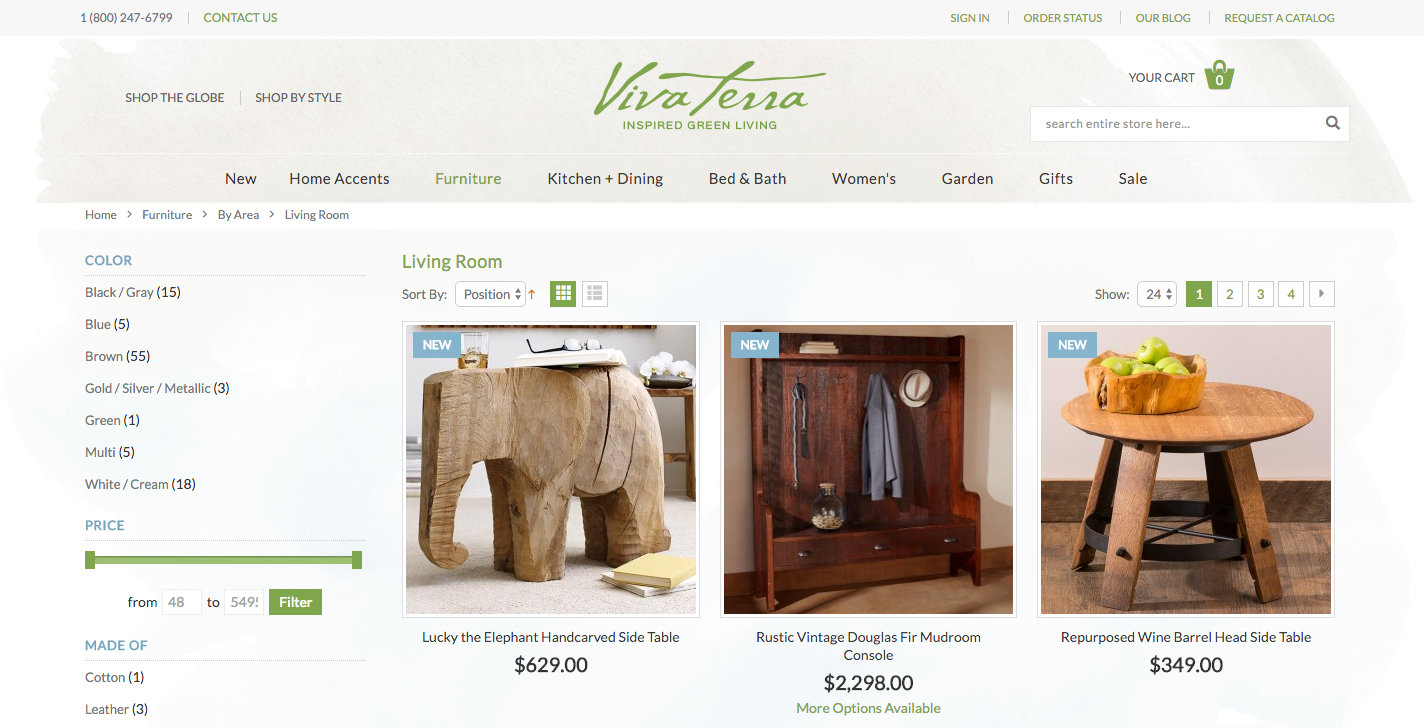 1 (800) 247-6799
CONTACT US
SIGN IN
ORDER STATUS
OUR BLOG
REQUEST A CATALOG
SHOP THE GLOBE
SHOP BY STYLE
Viva Terra
INSPIRED GREEN LIVING
YOUR CART
0
search entire store here...
New
Home Accents
Furniture
Kitchen + Dining
Bed & Bath
Women's
Garden
Gifts
Sale
Home > Furniture > By Area > Living Room
COLOR
Black / Gray (15)
Blue (5)
Brown (55)
Gold / Silver / Metallic (3)
Green (1)
Multi (5)
White / Cream (18)
PRICE
from 48 to 549 Filter
MADE OF
Cotton (1)
Leather (3)
Living Room
Sort By: Position
Show: 24
1 2 3 4
NEW
Lucky the Elephant Handcarved Side Table
$629.00
NEW
Rustic Vintage Douglas Fir Mudroom
Console
$2,298.00
More Options Available
NEW
Repurposed Wine Barrel Head Side Table
$349.00